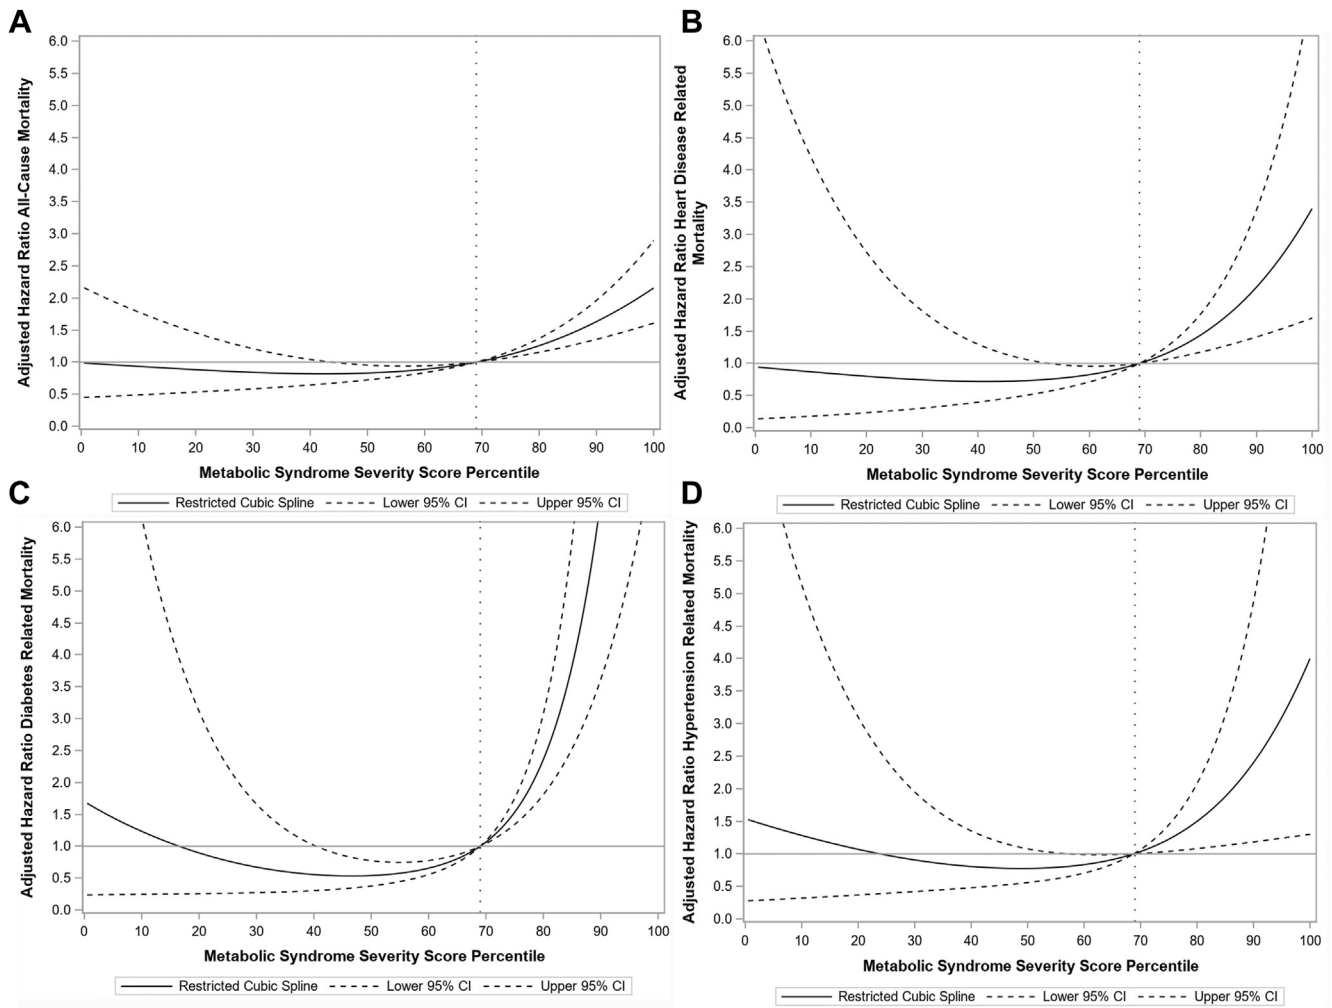 A
Adjusted Hazard Ratio All-Cause Mortality
6.0
5.5
5.0
4.5
4.0
3.5
3.0
2.5
2.0
1.5
1.0
0.5
0.0
0 10 20 30 40 50 60 70 80 90 100
Metabolic Syndrome Severity Score Percentile
Restricted Cubic Spline Lower 95% CI Upper 95% CI
B
Adjusted Hazard Ratio Heart Disease Related
Mortality
6.0
5.5
5.0
4.5
4.0
3.5
3.0
2.5
2.0
1.5
1.0
0.5
0.0
0 10 20 30 40 50 60 70 80 90 100
Metabolic Syndrome Severity Score Percentile
Restricted Cubic Spline Lower 95% CI Upper 95% CI
C
Adjusted Hazard Ratio Diabetes Related Mortality
6.0
5.5
5.0
4.5
4.0
3.5
3.0
2.5
2.0
1.5
1.0
0.5
0.0
0 10 20 30 40 50 60 70 80 90 100
Metabolic Syndrome Severity Score Percentile
Restricted Cubic Spline Lower 95% CI Upper 95% CI
D
Adjusted Hazard Ratio Hypertension Related Mortality
6.0
5.5
5.0
4.5
4.0
3.5
3.0
2.5
2.0
1.5
1.0
0.5
0.0
0 10 20 30 40 50 60 70 80 90 100
Metabolic Syndrome Severity Score Percentile
Restricted Cubic Spline Lower 95% CI Upper 95% CI